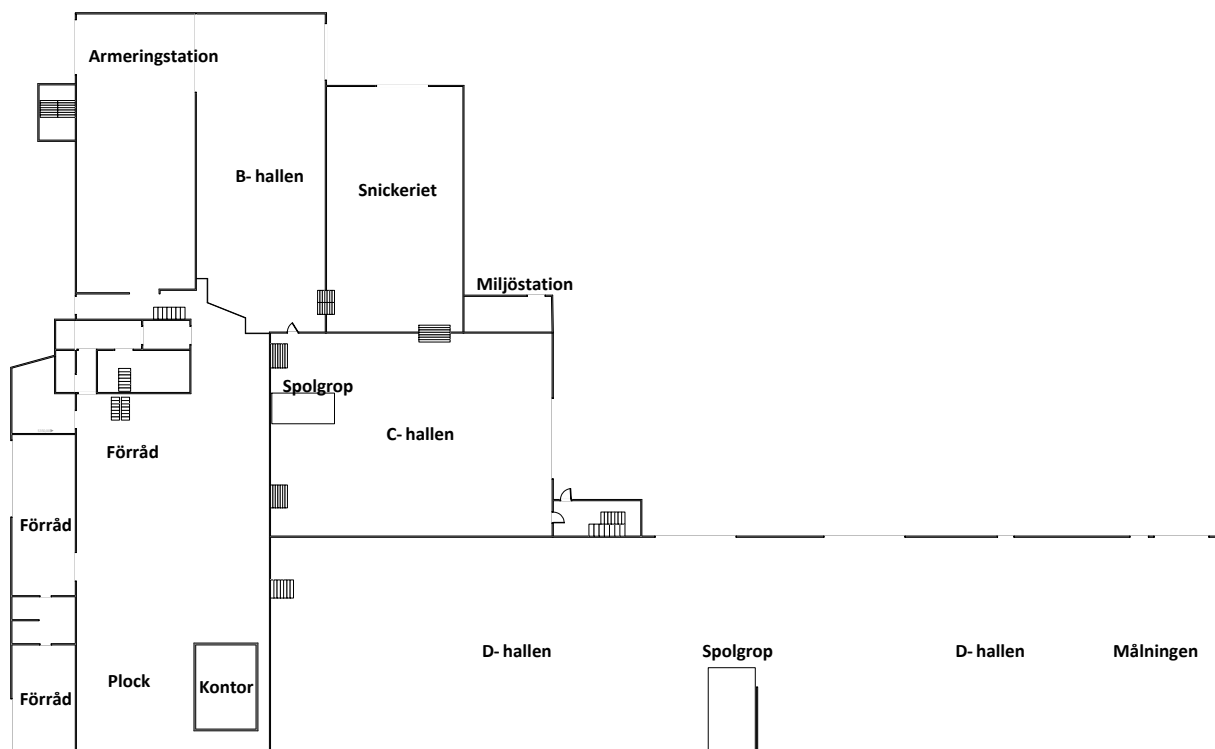 Armeringstation
B- hallen
Snickeriet
Miljöstation
Spolgrop
C- hallen
Förråd
Förråd
D- hallen
Spolgrop
D- hallen
Målningen
Plock
Kontor
Förråd